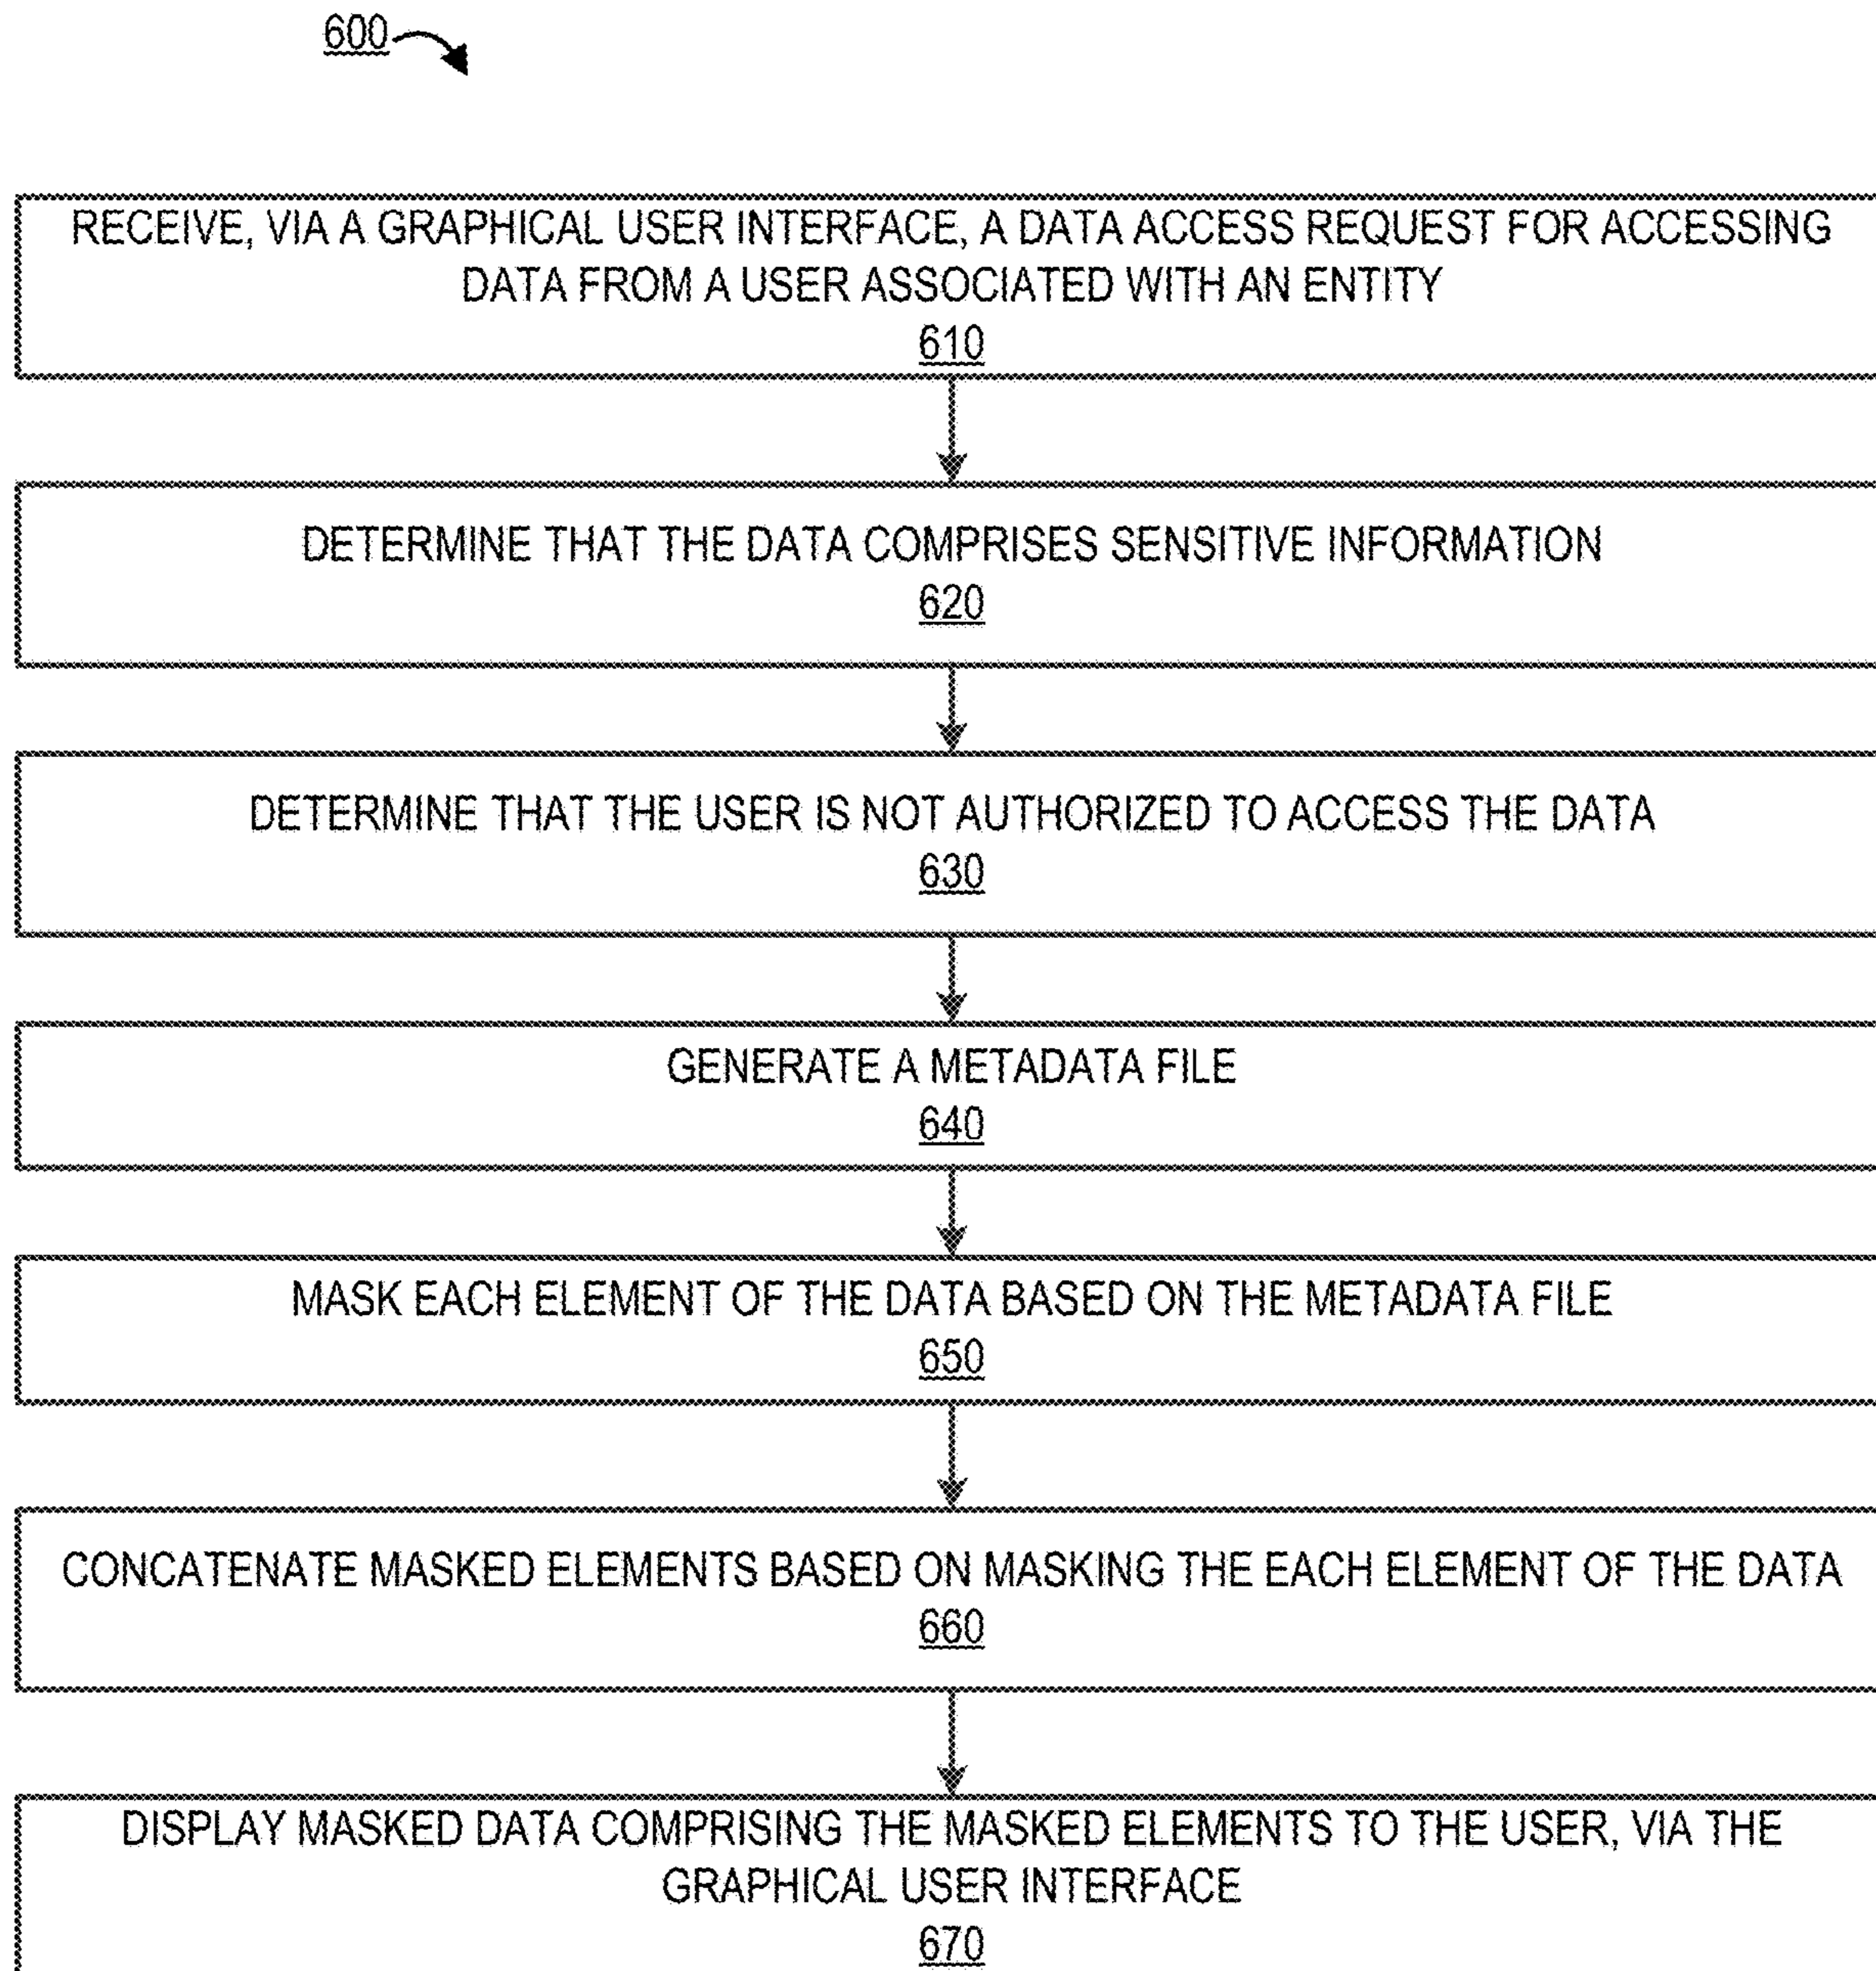 600
RECEIVE, VIA A GRAPHICAL USER INTERFACE, A DATA ACCESS REQUEST FOR ACCESSING
DATA FROM A USER ASSOCIATED WITH AN ENTITY
610
DETERMINE THAT THE DATA COMPRISES SENSITIVE INFORMATION
620
DETERMINE THAT THE USER IS NOT AUTHORIZED TO ACCESS THE DATA
630
GENERATE A METADATA FILE
640
MASK EACH ELEMENT OF THE DATA BASED ON THE METADATA FILE
650
CONCATENATE MASKED ELEMENTS BASED ON MASKING THE EACH ELEMENT OF THE DATA
660
DISPLAY MASKED DATA COMPRISING THE MASKED ELEMENTS TO THE USER, VIA THE
GRAPHICAL USER INTERFACE
670